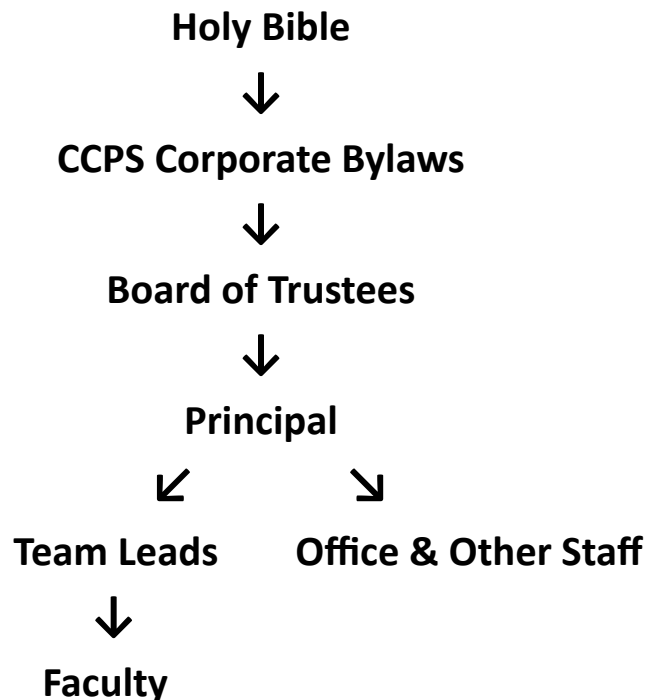 Holy Bible
CCPS Corporate Bylaws
Board of Trustees
Principal
Team Leads Office & Other Staff
Faculty